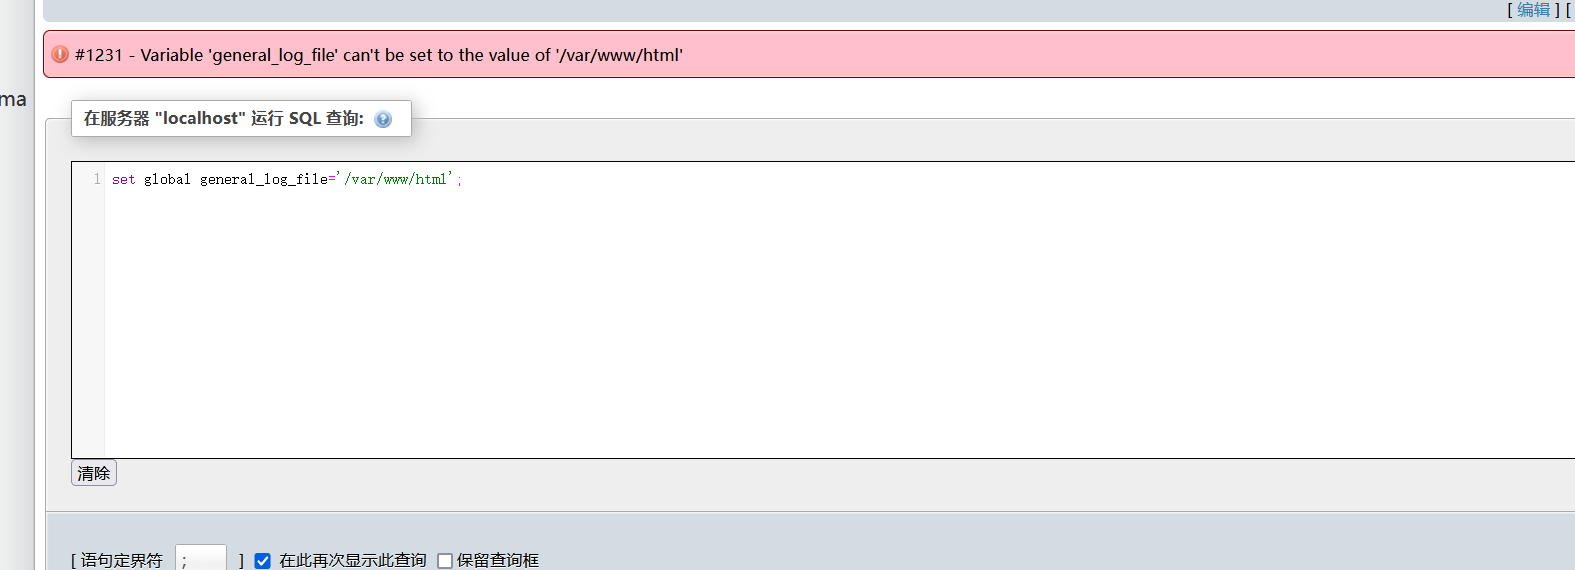 [ 编辑 ] [
#1231 - Variable 'general_log_file' can't be set to the value of '/var/www/html'
ma
在服务器 "localhost" 运行 SQL 查询:
1 set global general_log_file='/var/www/html';
清除
[ 语句定界符 ; ] 在此再次显示此查询 保留查询框